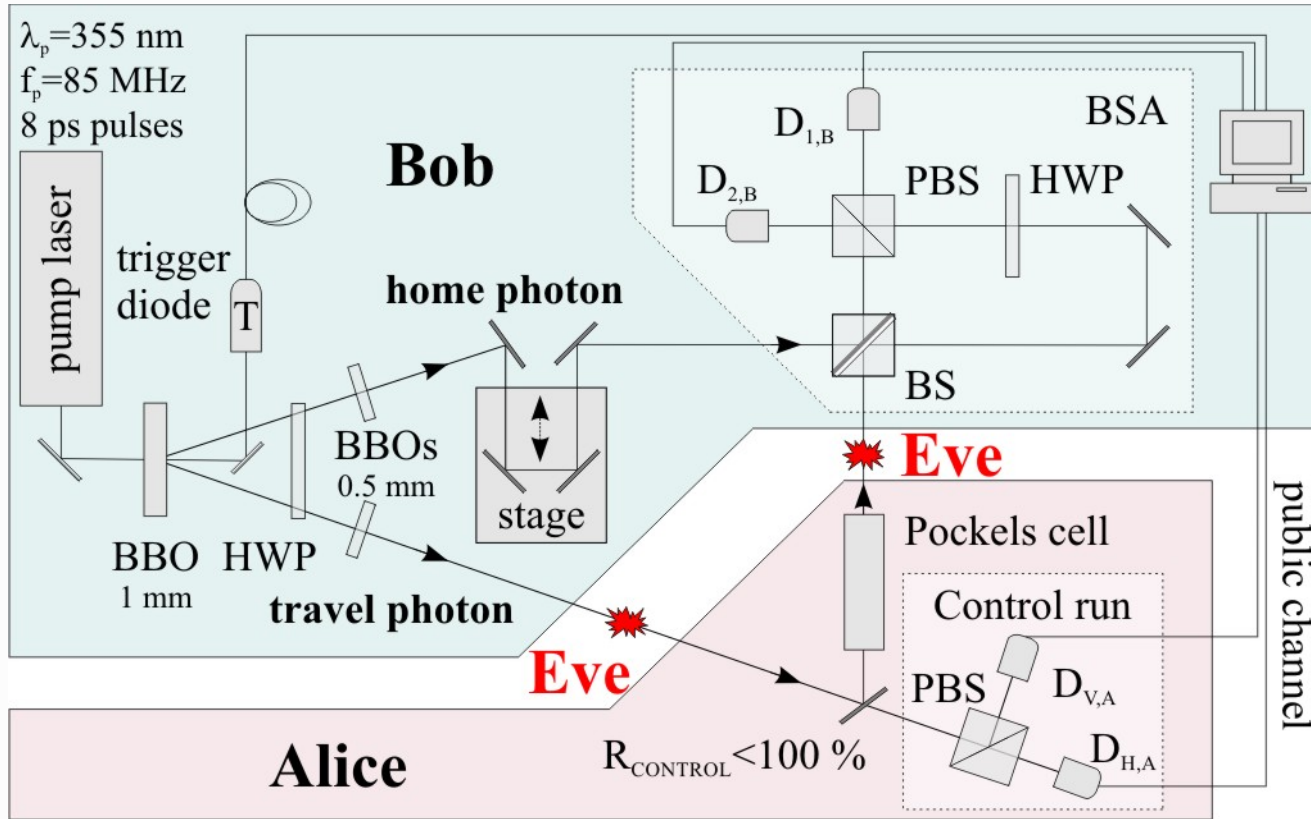 λp=355 nm
fp=85 MHz
8 ps pulses
pump laser
trigger
diode
T
Bob
home photon
BBO
1 mm
HWP
BBOs
0.5 mm
stage
travel photon
D1,B
D2,B
PBS
HWP
BSA
BS
Eve
Eve
Pockels cell
Control run
PBS
DV,A
DH,A
RCONTROL<100 %
Alice
public channel